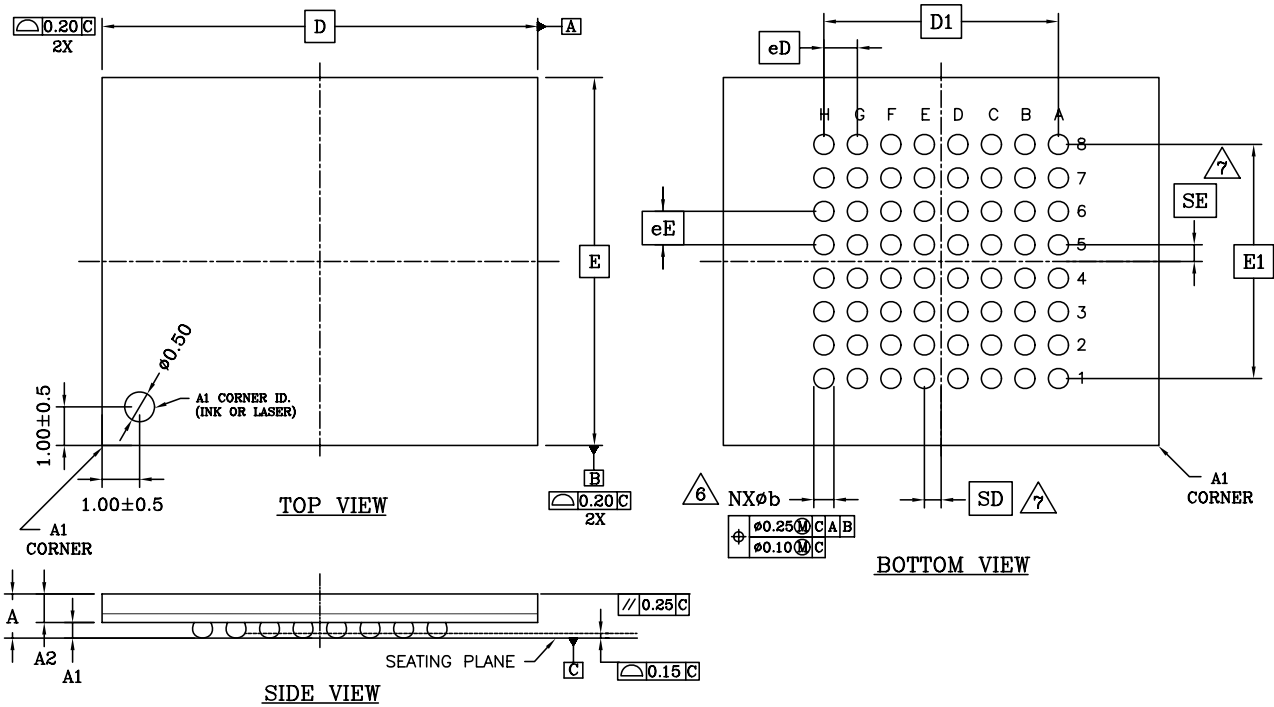 ⌓ 0.20 C
2X
D
A
E
ø0.50
A1 CORNER ID.
(INK OR LASER)
1.00±0.5
1.00±0.5
A1
CORNER
TOP VIEW
B
⌓ 0.20 C
2X
D1
eD
H G F E D C B A
8
7
6
5
4
3
2
1
7
SE
eE
E1
6 NXøb
⌖ ø0.25Ⓜ C A B
ø0.10Ⓜ C
SD 7
A1
CORNER
BOTTOM VIEW
A
A2
A1
// 0.25 C
SEATING PLANE
C
⌓ 0.15 C
SIDE VIEW